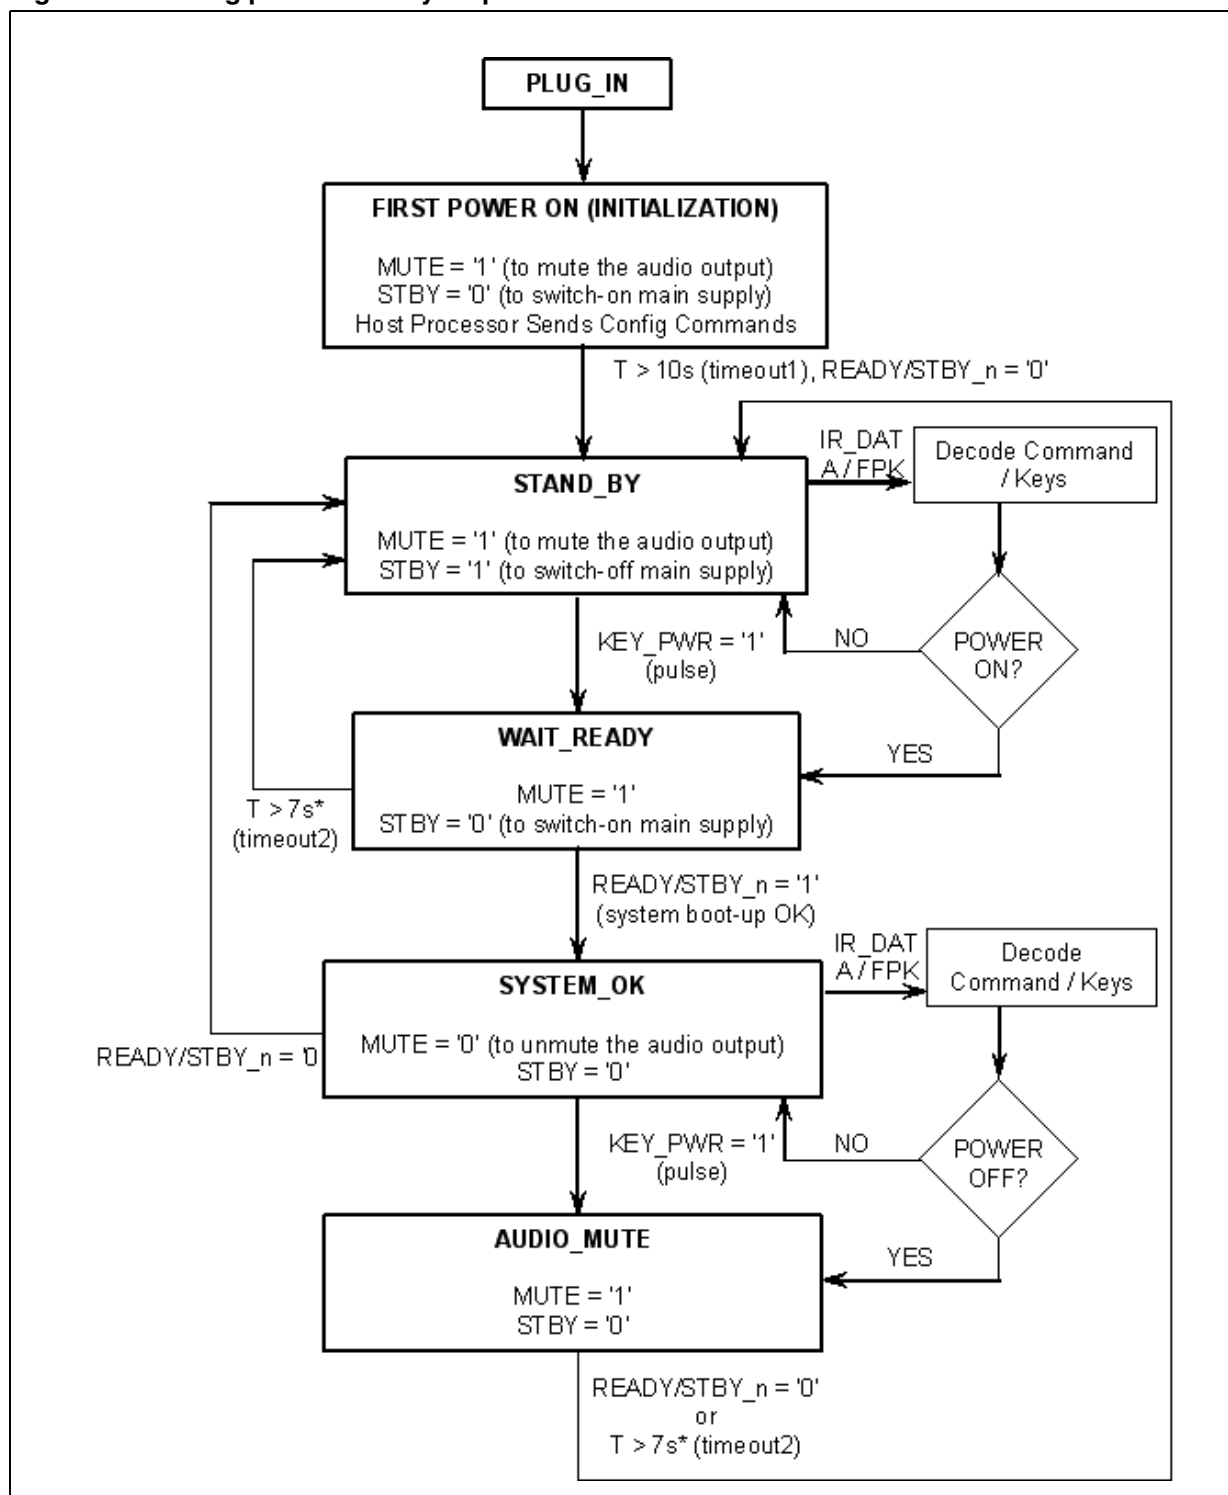 PLUG_IN
FIRST POWER ON (INITIALIZATION)
MUTE = '1' (to mute the audio output)
STBY = '0' (to switch-on main supply)
Host Processor Sends Config Commands
T > 10s (timeout1), READY/STBY_n = '0'
IR_DAT
A / FPK
Decode Command
/ Keys
STAND_BY
MUTE = '1' (to mute the audio output)
STBY = '1' (to switch-off main supply)
KEY_PWR = '1'
(pulse)
NO
POWER
ON?
YES
WAIT_READY
MUTE = '1'
STBY = '0' (to switch-on main supply)
T > 7s*
(timeout2)
READY/STBY_n = '1'
(system boot-up OK)
IR_DAT
A / FPK
Decode
Command / Keys
SYSTEM_OK
MUTE = '0' (to unmute the audio output)
STBY = '0'
READY/STBY_n = '0
KEY_PWR = '1'
(pulse)
NO
POWER
OFF?
YES
AUDIO_MUTE
MUTE = '1'
STBY = '0'
READY/STBY_n = '0'
or
T > 7s* (timeout2)